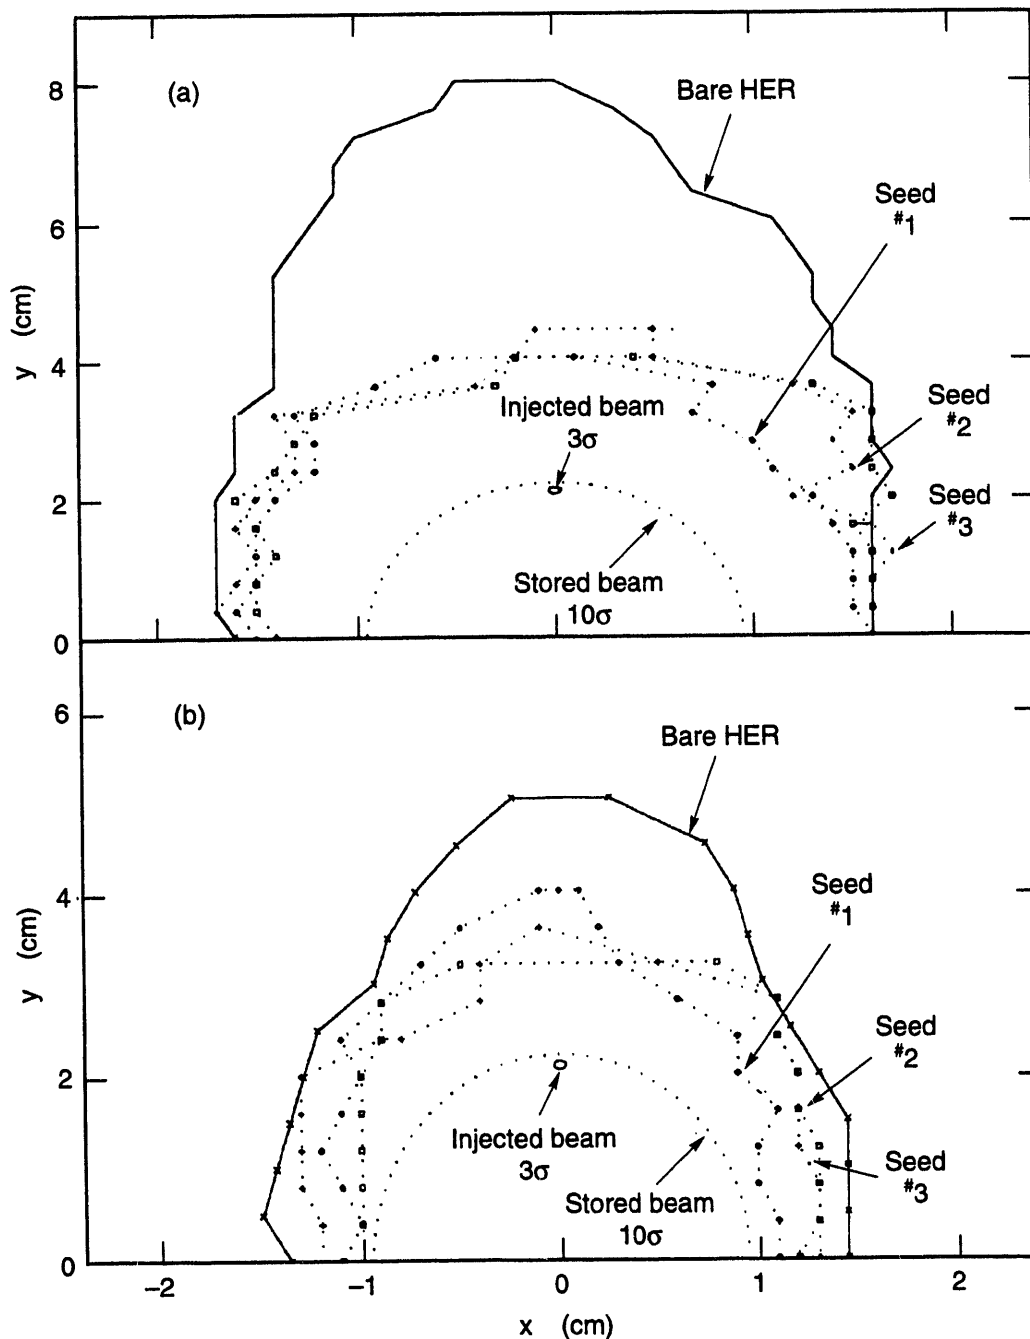 (a)
Bare HER
Seed
#1
Seed
#2
Seed
#3
Injected beam
3σ
Stored beam
10σ
8
6
4
2
0
y (cm)
(b)
Bare HER
Seed
#1
Seed
#2
Seed
#3
Injected beam
3σ
Stored beam
10σ
6
4
2
0
y (cm)
−2
−1
0
1
2
x (cm)